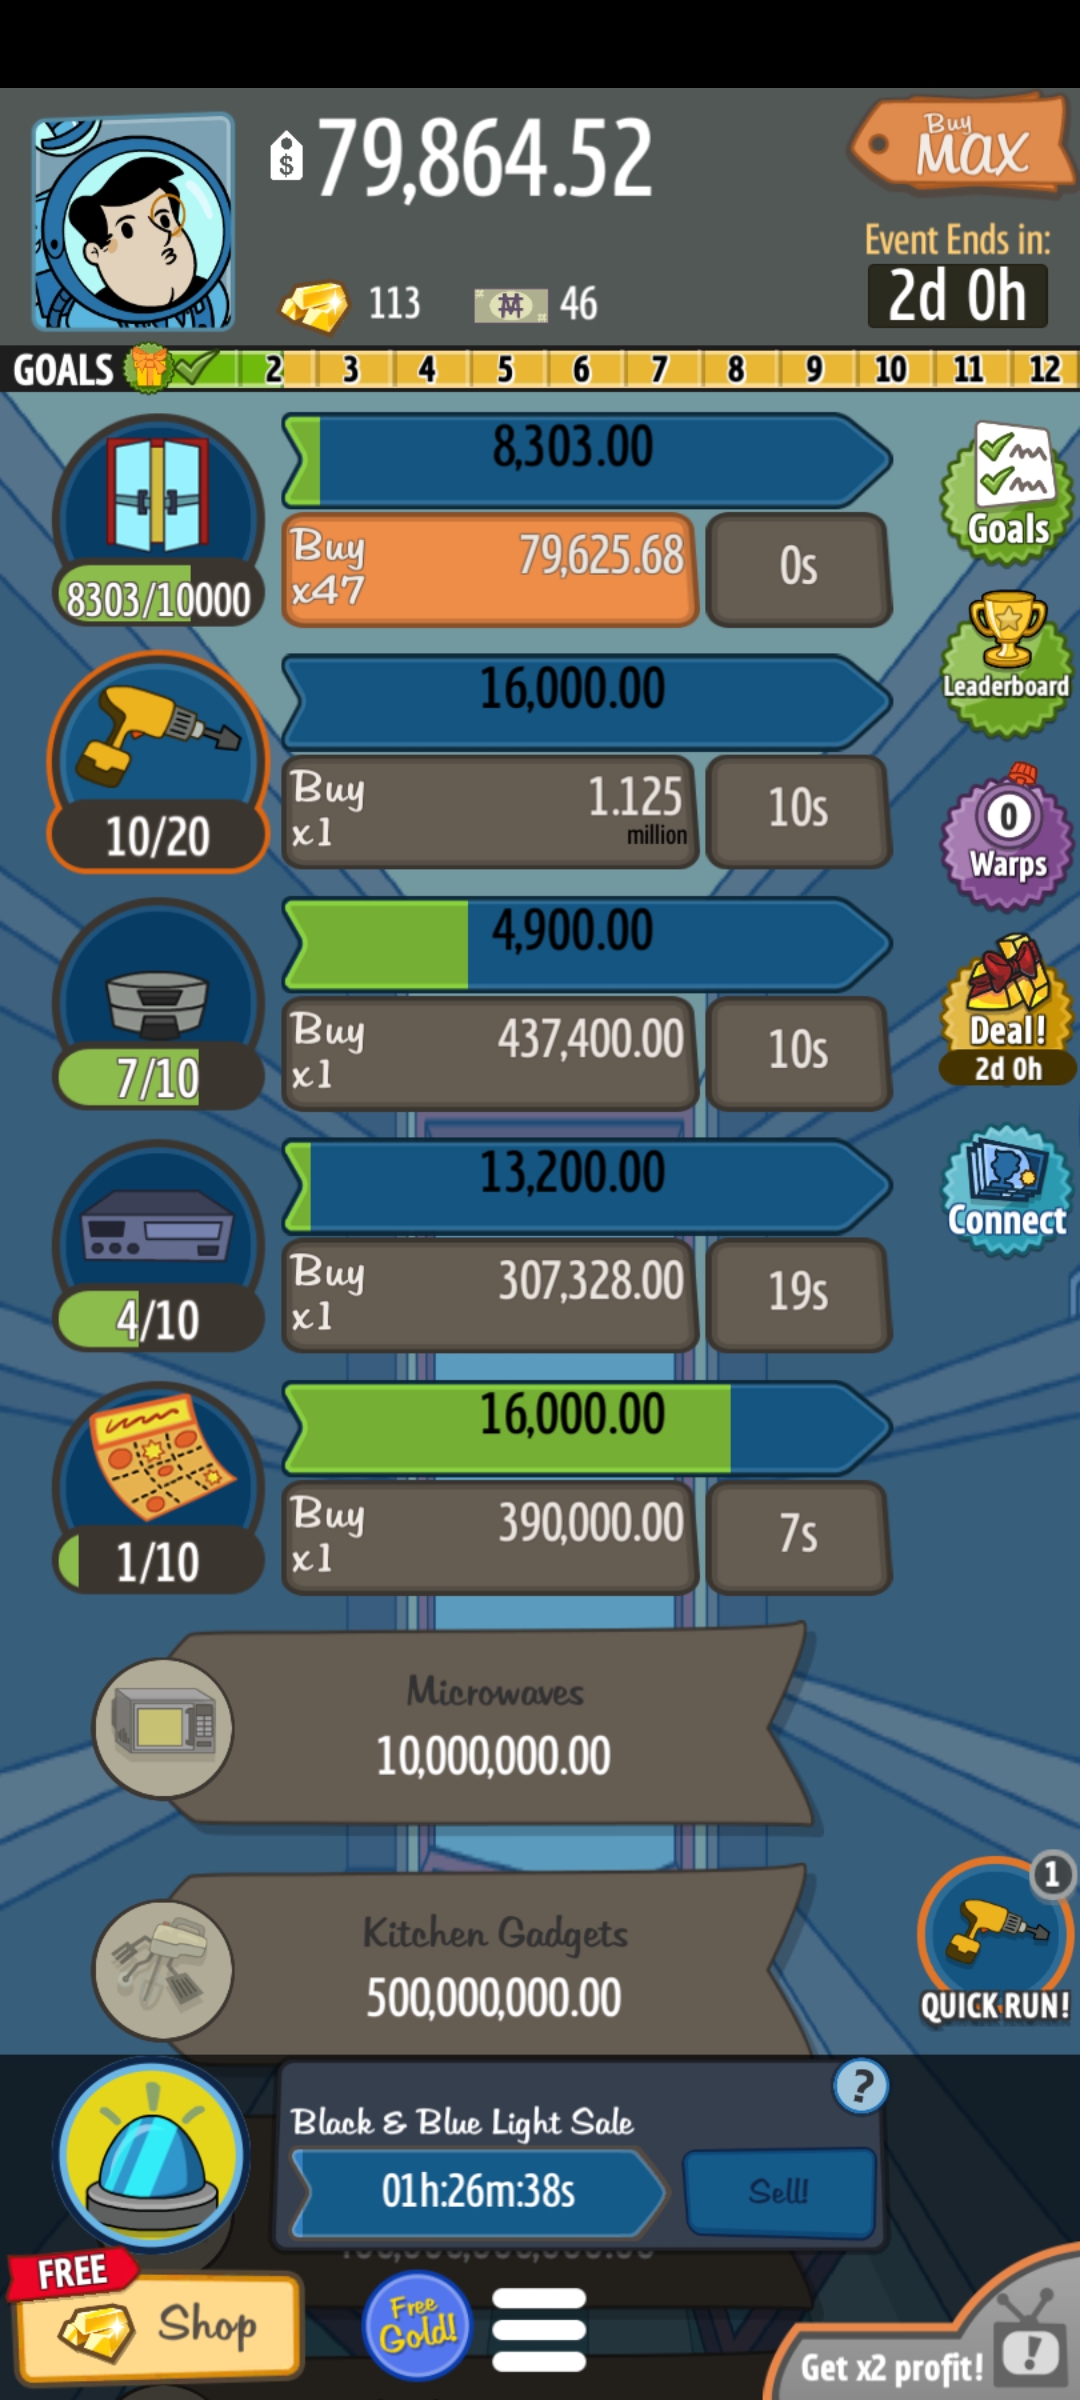 79,864.52
Buy
MAX
Event Ends in:
2d 0h
113
46
GOALS 2 3 4 5 6 7 8 9 10 11 12
8,303.00
Buy
x47
79,625.68
0s
8303/10000
Goals
16,000.00
Buy
x1
1.125
million
10s
10/20
Leaderboard
0
Warps
4,900.00
Buy
x1
437,400.00
10s
7/10
Deal!
2d 0h
13,200.00
Buy
x1
307,328.00
19s
4/10
Connect
16,000.00
Buy
x1
390,000.00
7s
1/10
Microwaves
10,000,000.00
Kitchen Gadgets
500,000,000.00
1
QUICK RUN!
Black & Blue Light Sale
?
01h:26m:38s
Sell!
FREE
Shop
Free
Gold!
Get x2 profit!